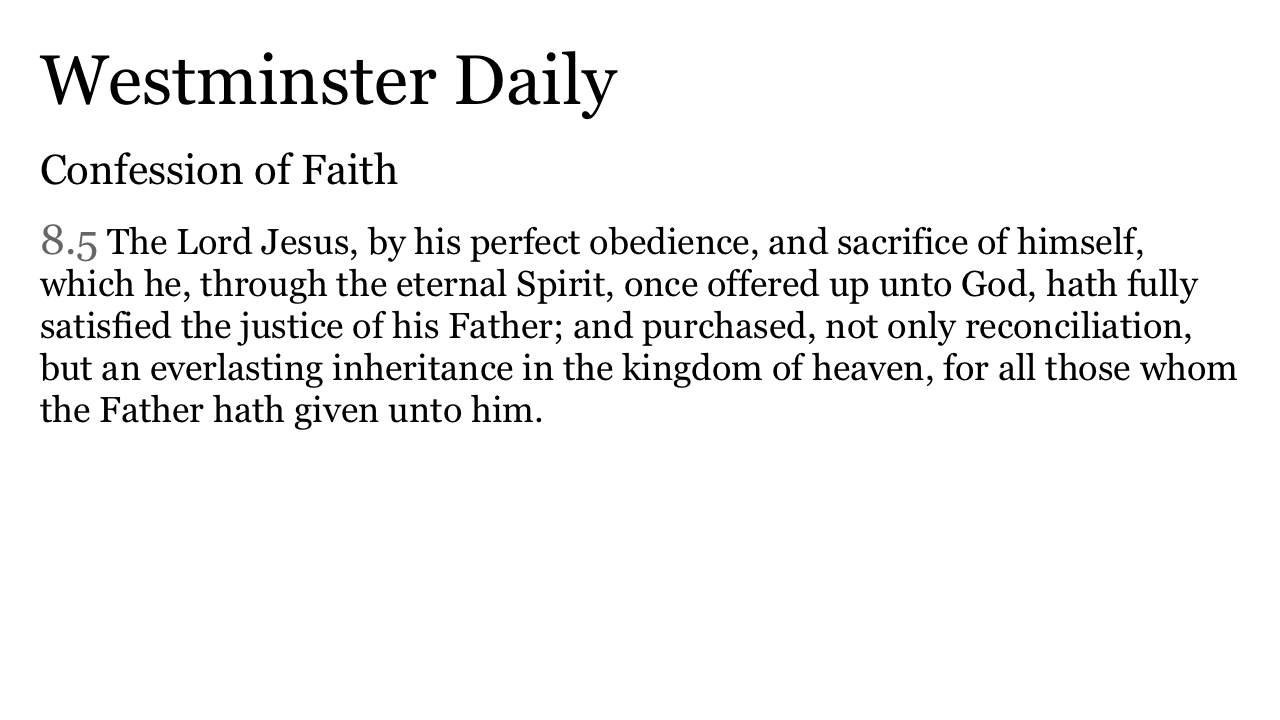 Westminster Daily
Confession of Faith
8.5 The Lord Jesus, by his perfect obedience, and sacrifice of himself,
which he, through the eternal Spirit, once offered up unto God, hath fully
satisfied the justice of his Father; and purchased, not only reconciliation,
but an everlasting inheritance in the kingdom of heaven, for all those whom
the Father hath given unto him.